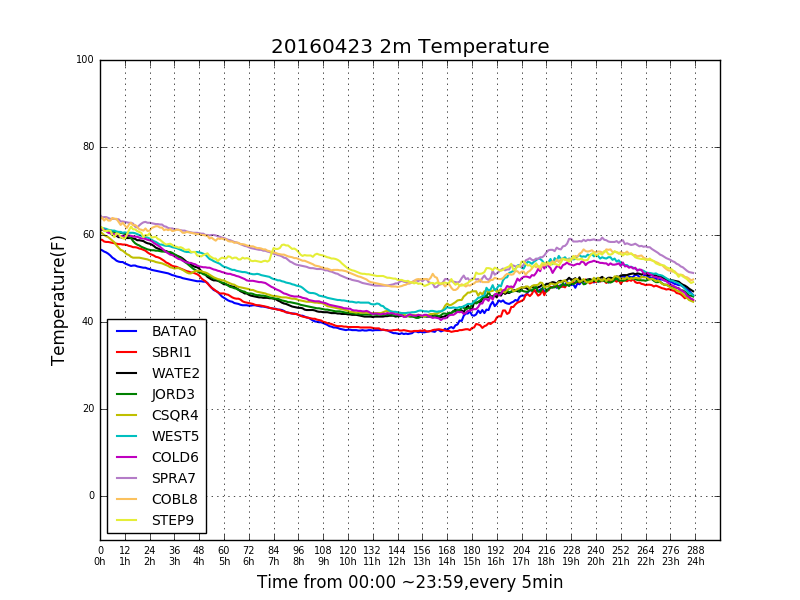 20160423 2m Temperature
100
80
60
40
20
0
Temperature(F)
BATA0
SBRI1
WATE2
JORD3
CSQR4
WEST5
COLD6
SPRA7
COBL8
STEP9
0 12 24 36 48 60 72 84 96 108 120 132 144 156 168 180 192 204 216 228 240 252 264 276 288
0h 1h 2h 3h 4h 5h 6h 7h 8h 9h 10h 11h 12h 13h 14h 15h 16h 17h 18h 19h 20h 21h 22h 23h 24h
Time from 00:00 ~23:59,every 5min